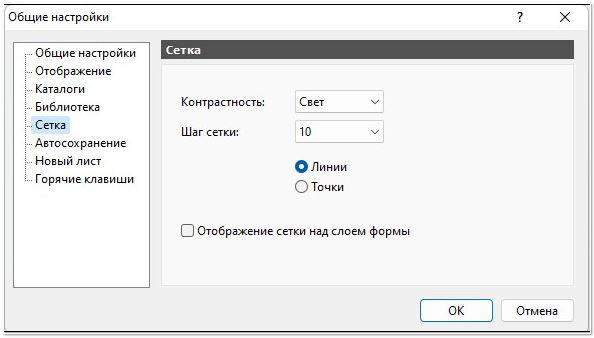 Общие настройки
?
Общие настройки
Отображение
Каталоги
Библиотека
Сетка
Автосохранение
Новый лист
Горячие клавиши
Сетка
Контрастность: Свет
Шаг сетки: 10
Линии
Точки
Отображение сетки над слоем формы
ОК
Отмена